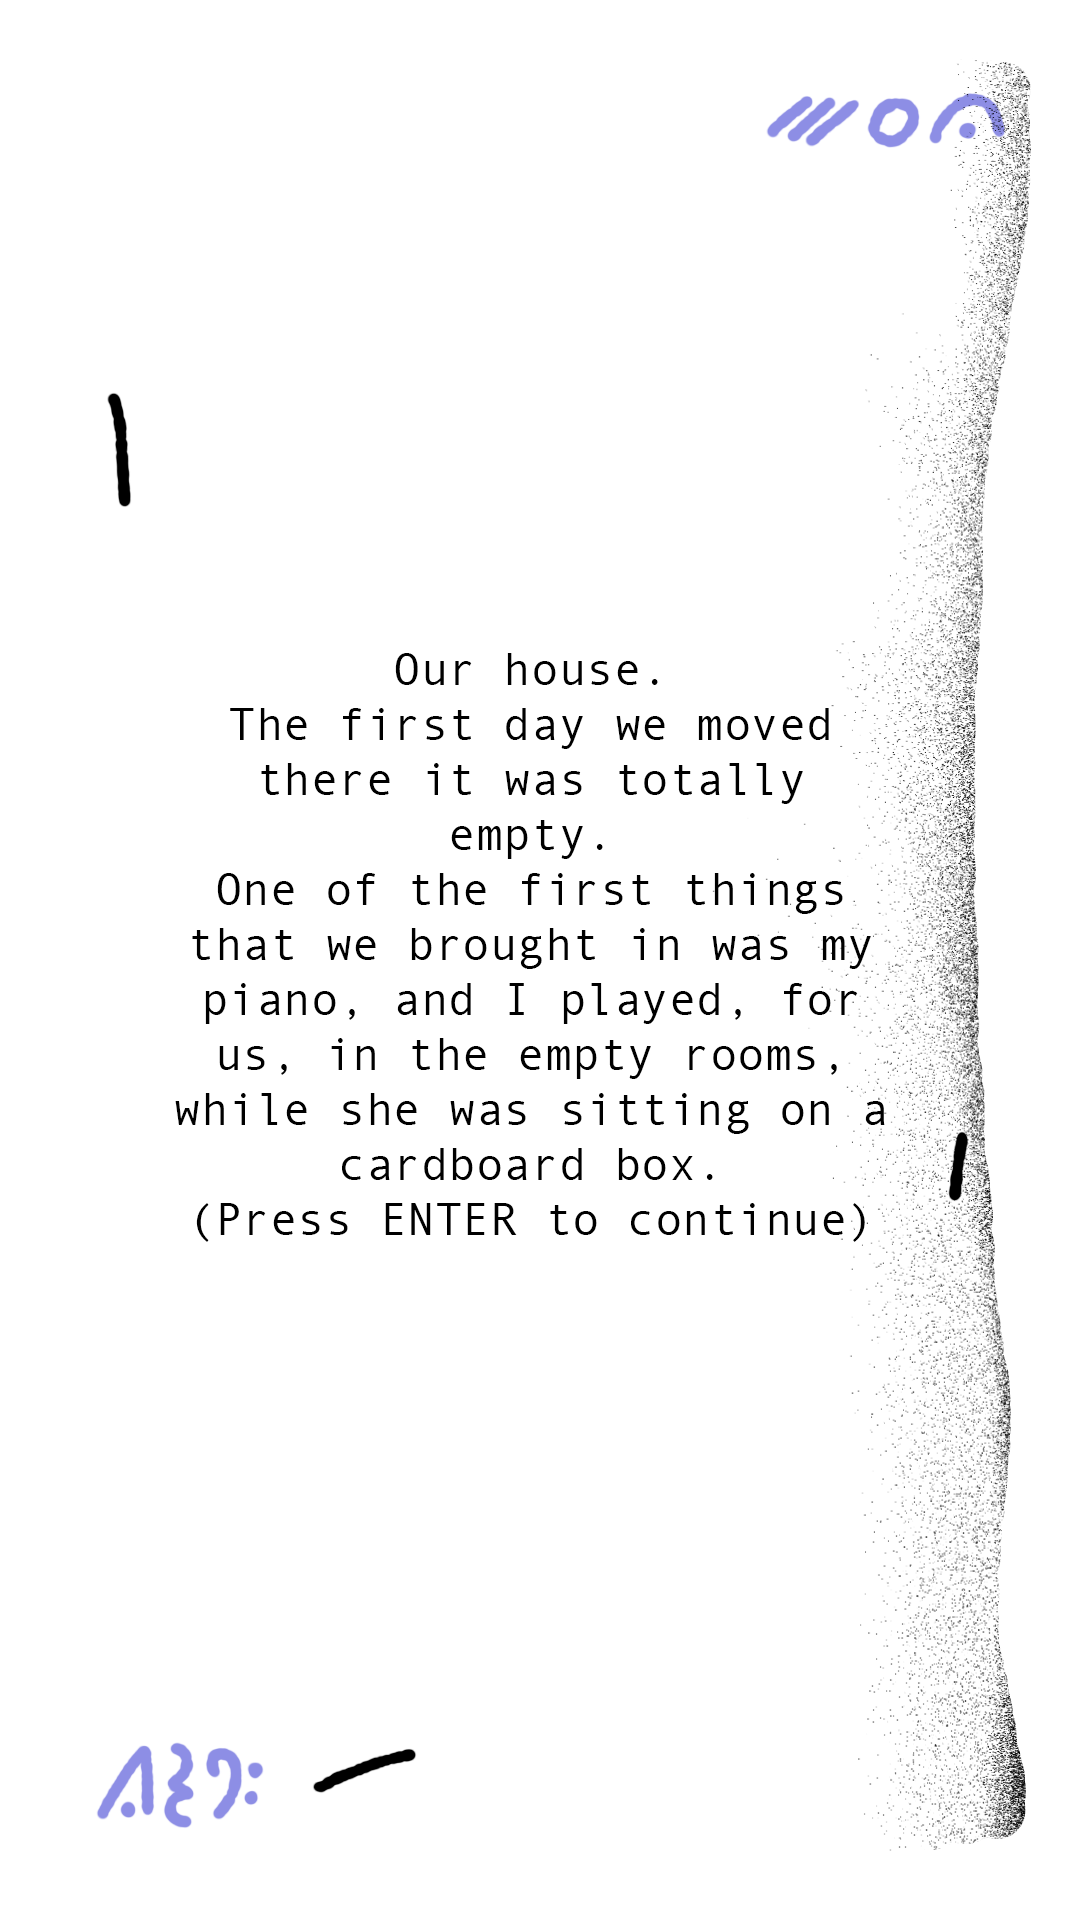 Our house.
The first day we moved
there it was totally
empty.
One of the first things
that we brought in was my
piano, and I played, for
us, in the empty rooms,
while she was sitting on a
cardboard box.
(Press ENTER to continue)